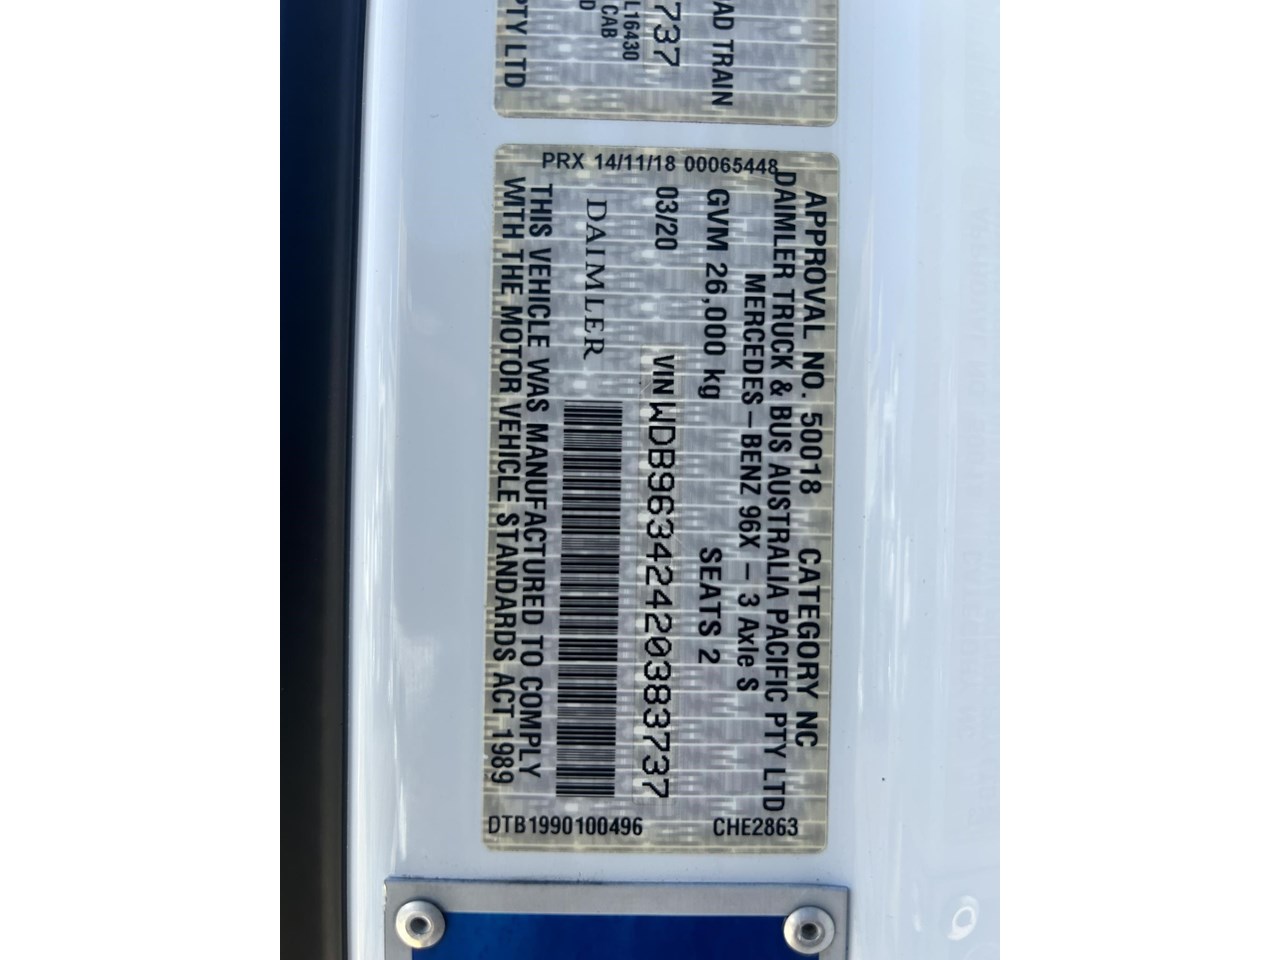 AD TRAIN
737
L16430
CAB
D
PTY LTD
PRX 14/11/18 00065448
APPROVAL NO. 50018 CATEGORY NC
DAIMLER TRUCK & BUS AUSTRALIA PACIFIC PTY LTD
MERCEDES-BENZ 96X - 3 Axle S
GVM 26,000 kg SEATS 2
03/20 VIN WDB96342420383737
DAIMLER
THIS VEHICLE WAS MANUFACTURED TO COMPLY
WITH THE MOTOR VEHICLE STANDARDS ACT 1989
DTB1990100496 CHE2863